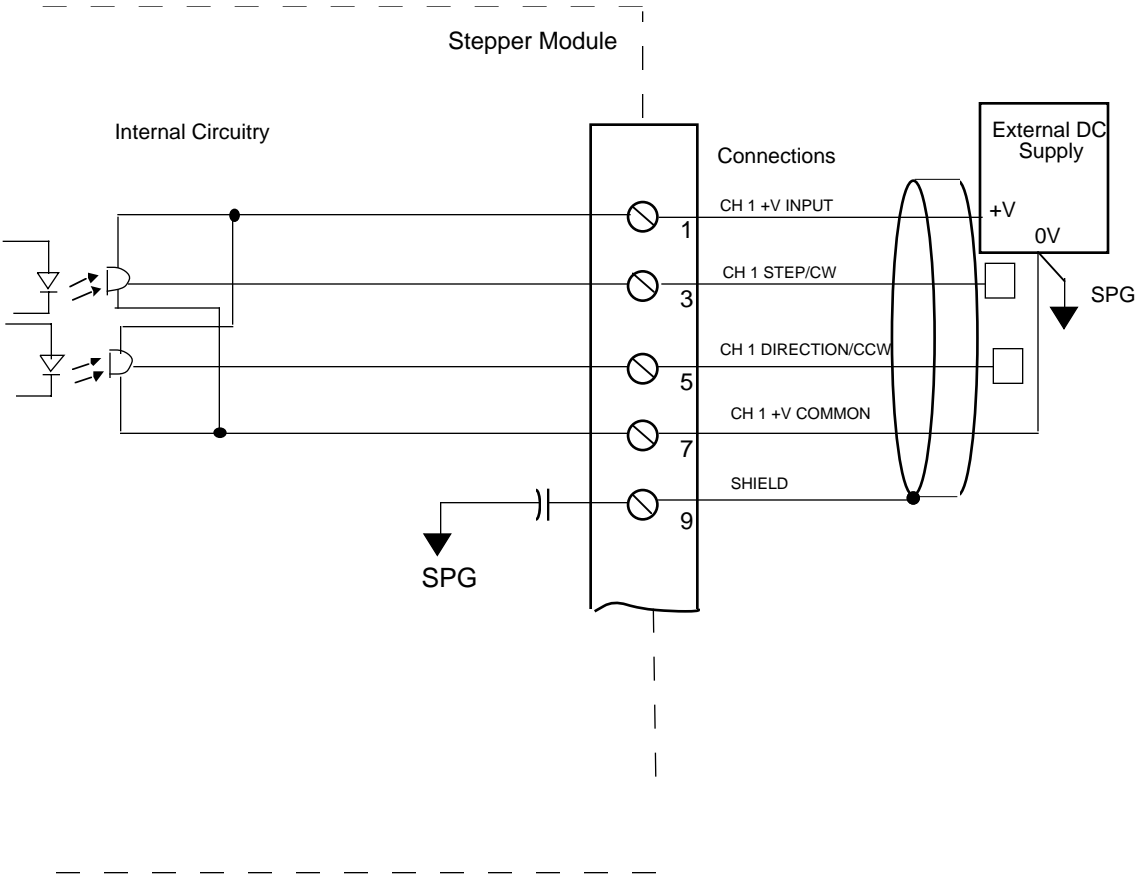 Stepper Module
Internal Circuitry
External DC
Supply
Connections
CH 1 +V INPUT
+V
1
0V
CH 1 STEP/CW
3
SPG
CH 1 DIRECTION/CCW
5
CH 1 +V COMMON
7
SHIELD
9
SPG